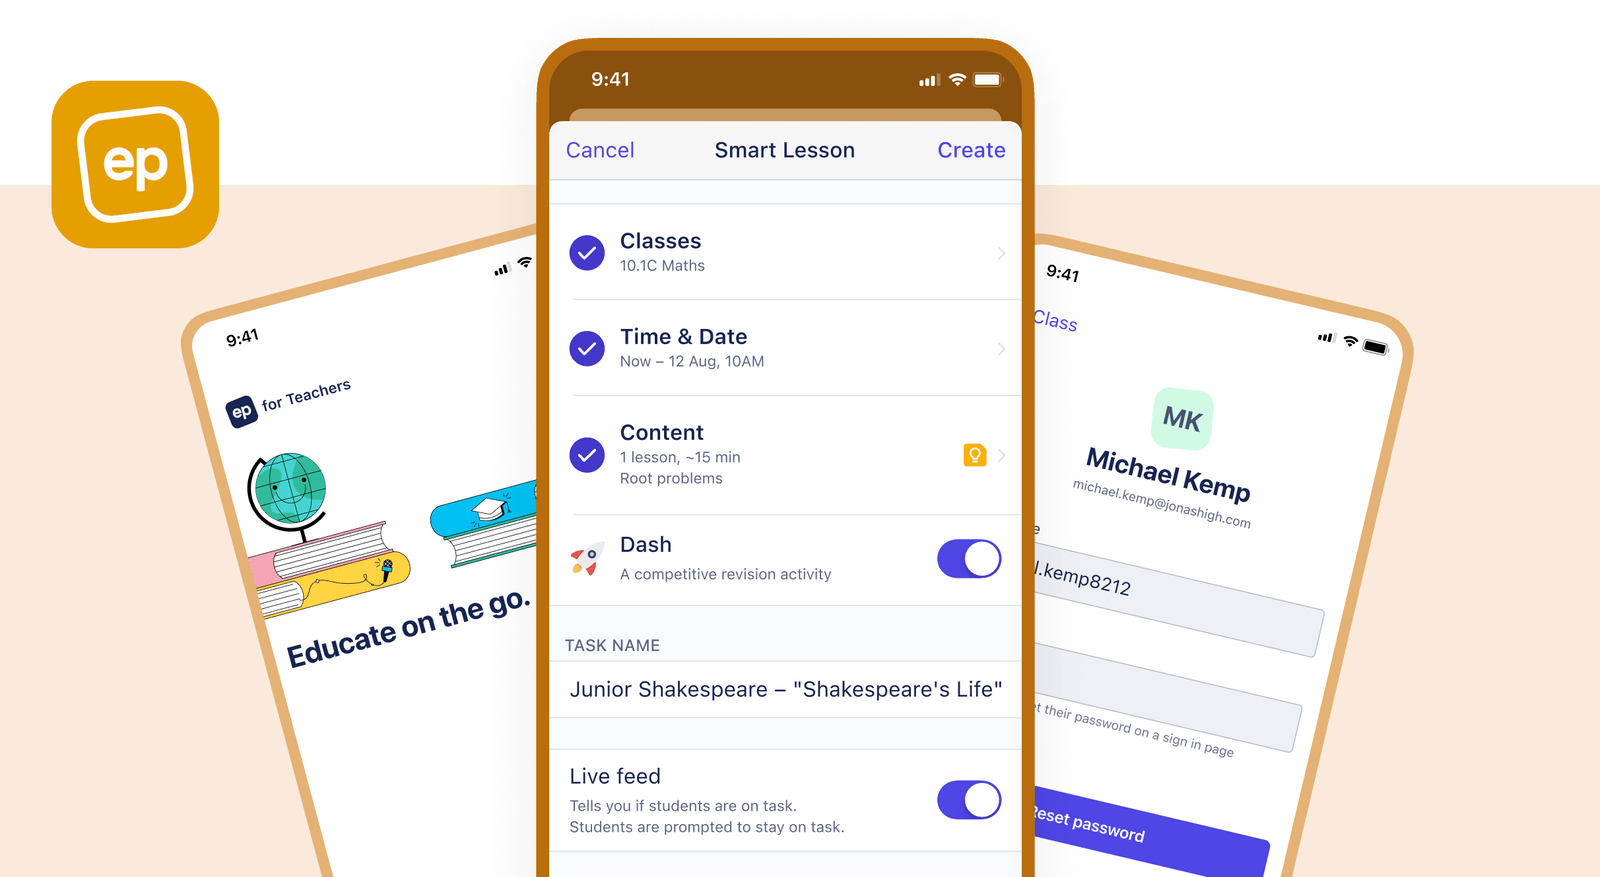 ep
9:41
ep for Teachers
Educate on the go.
9:41
Cancel
Smart Lesson
Create
Classes
10.1C Maths
Time & Date
Now – 12 Aug, 10AM
Content
1 lesson, ~15 min
Root problems
Dash
A competitive revision activity
TASK NAME
Junior Shakespeare – "Shakespeare's Life"
Live feed
Tells you if students are on task.
Students are prompted to stay on task.
9:41
Class
MK
Michael Kemp
michael.kemp@jonashigh.com
l.kemp8212
their password on a sign in page
Reset password